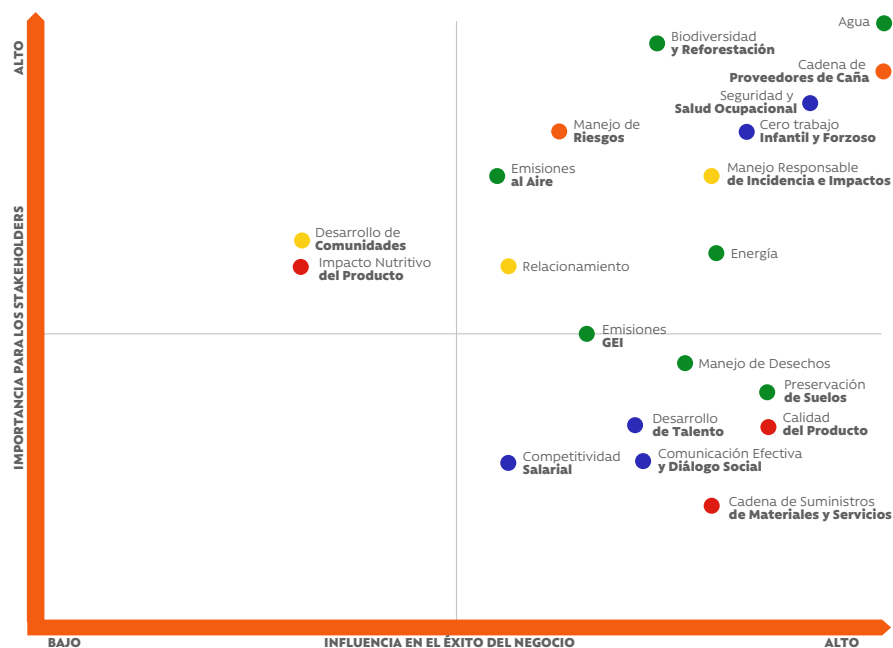 ALTO
IMPORTANCIA PARA LOS STAKEHOLDERS
Agua
Biodiversidad
y Reforestación
Cadena de
Proveedores de Caña
Seguridad y
Salud Ocupacional
Manejo de
Riesgos
Cero trabajo
Infantil y Forzoso
Emisiones
al Aire
Manejo Responsable
de Incidencia e Impactos
Desarrollo de
Comunidades
Impacto Nutritivo
del Producto
Relacionamiento
Energía
Emisiones
GEI
Manejo de Desechos
Preservación
de Suelos
Desarrollo
de Talento
Calidad
del Producto
Competitividad
Salarial
Comunicación Efectiva
y Diálogo Social
Cadena de Suministros
de Materiales y Servicios
BAJO
INFLUENCIA EN EL ÉXITO DEL NEGOCIO
ALTO